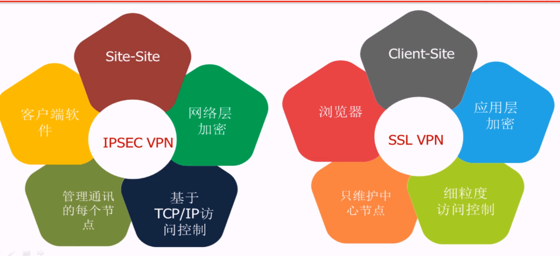 Site-Site
客户端软
件
网络层
加密
IPSEC VPN
管理通讯
的每个节
点
基于
TCP/IP访
问控制
Client-Site
浏览器
应用层
加密
SSL VPN
只维护中
心节点
细粒度
访问控制